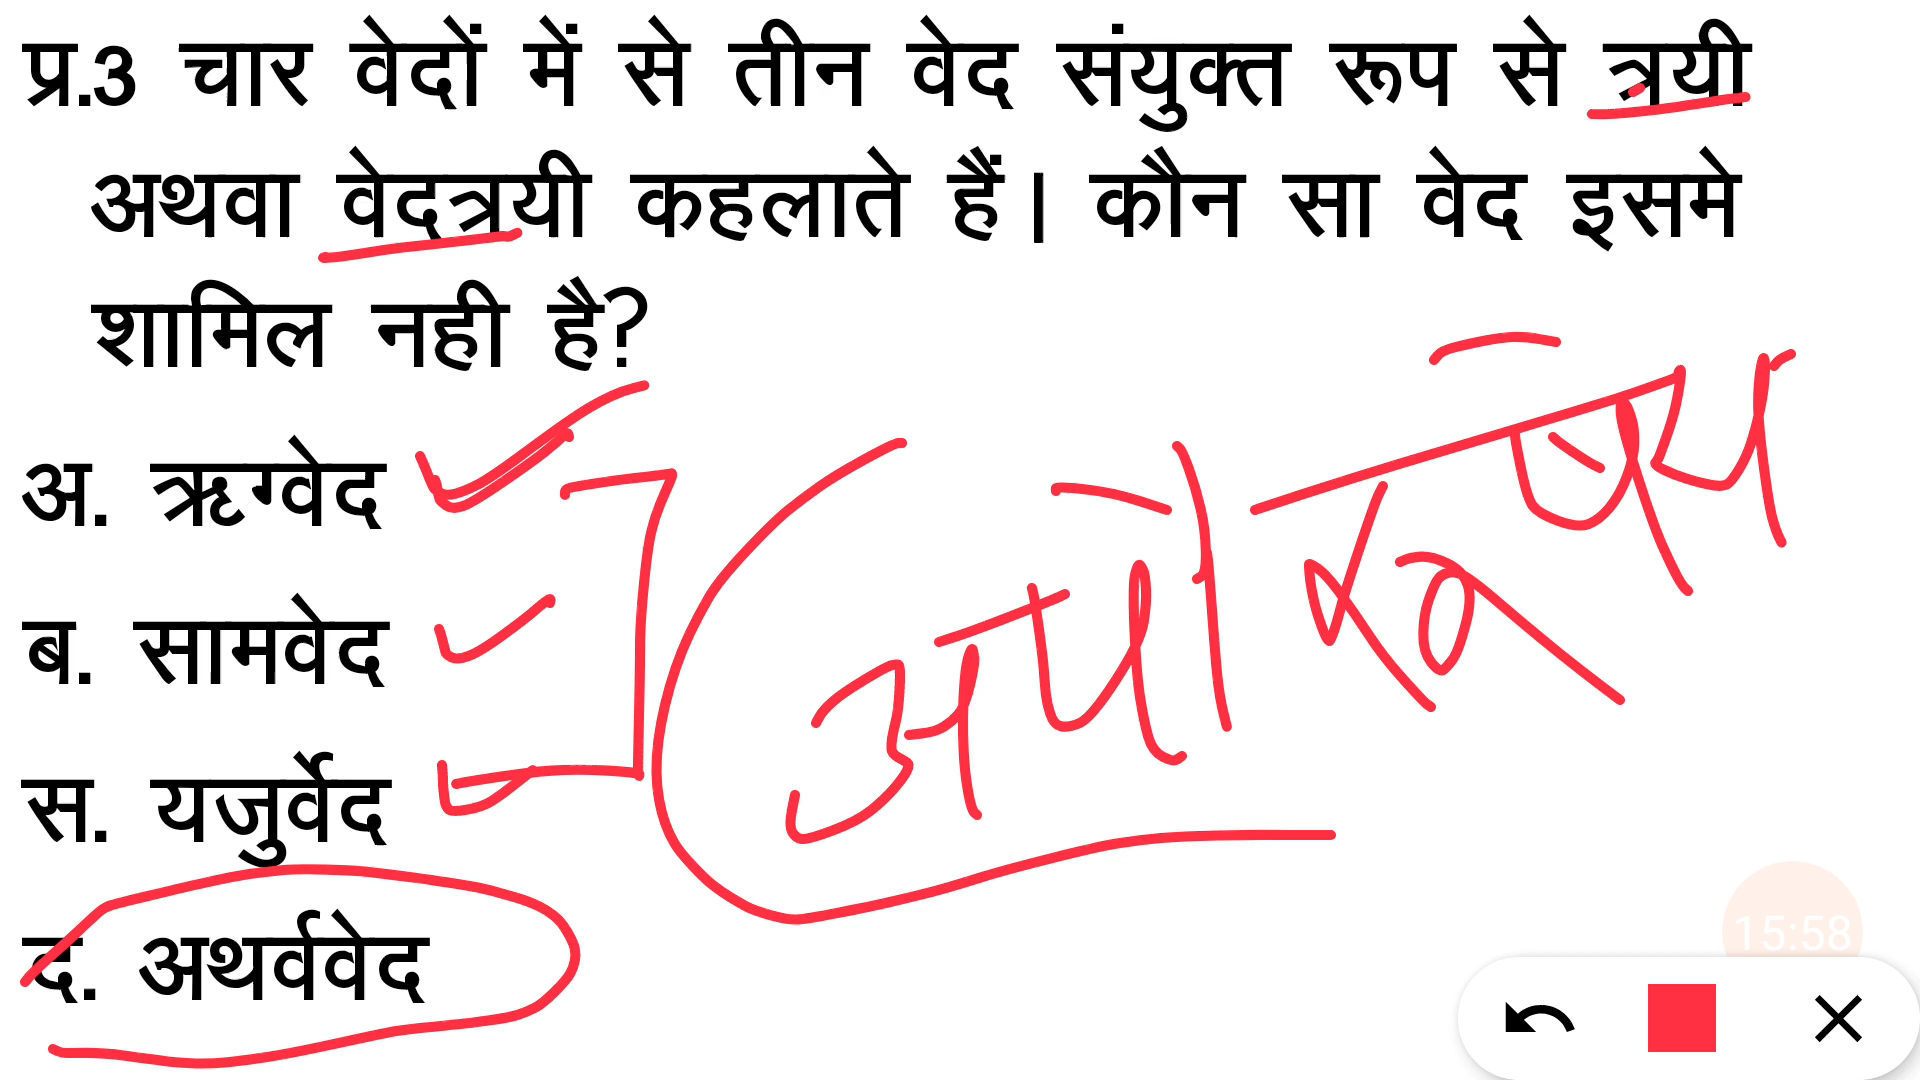 प्र.3 चार वेदों में से तीन वेद संयुक्त रूप से त्रयी
अथवा वेदत्रयी कहलाते हैं। कौन सा वेद इसमे
शामिल नही है?
अ. ऋग्वेद
ब. सामवेद
स. यजुर्वेद
द. अथर्ववेद
15:58